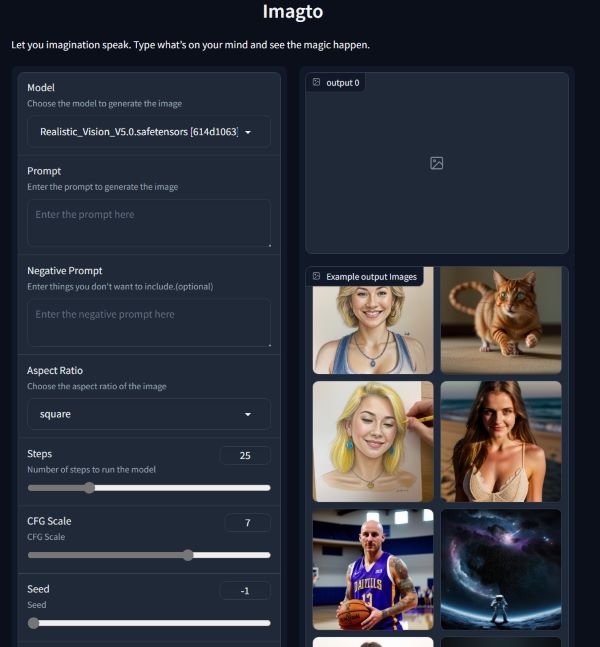 Imagto
Let you imagination speak. Type what's on your mind and see the magic happen.
Model
Choose the model to generate the image
Realistic_Vision_V5.0.safetensors [614d1063]
Prompt
Enter the prompt to generate the image
Enter the prompt here
Negative Prompt
Enter things you don't want to include.(optional)
Enter the negative prompt here
Aspect Ratio
Choose the aspect ratio of the image
square
Steps
25
Number of steps to run the model
CFG Scale
7
CFG Scale
Seed
-1
Seed
output 0
Example output Images
13